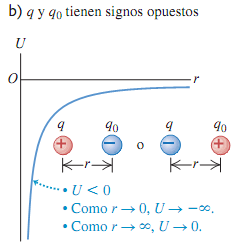 b) q y q0 tienen signos opuestos
U
O
r
q q0 o q q0
+ − + −
r r
• U < 0
• Como r → 0, U → −∞.
• Como r → ∞, U → 0.